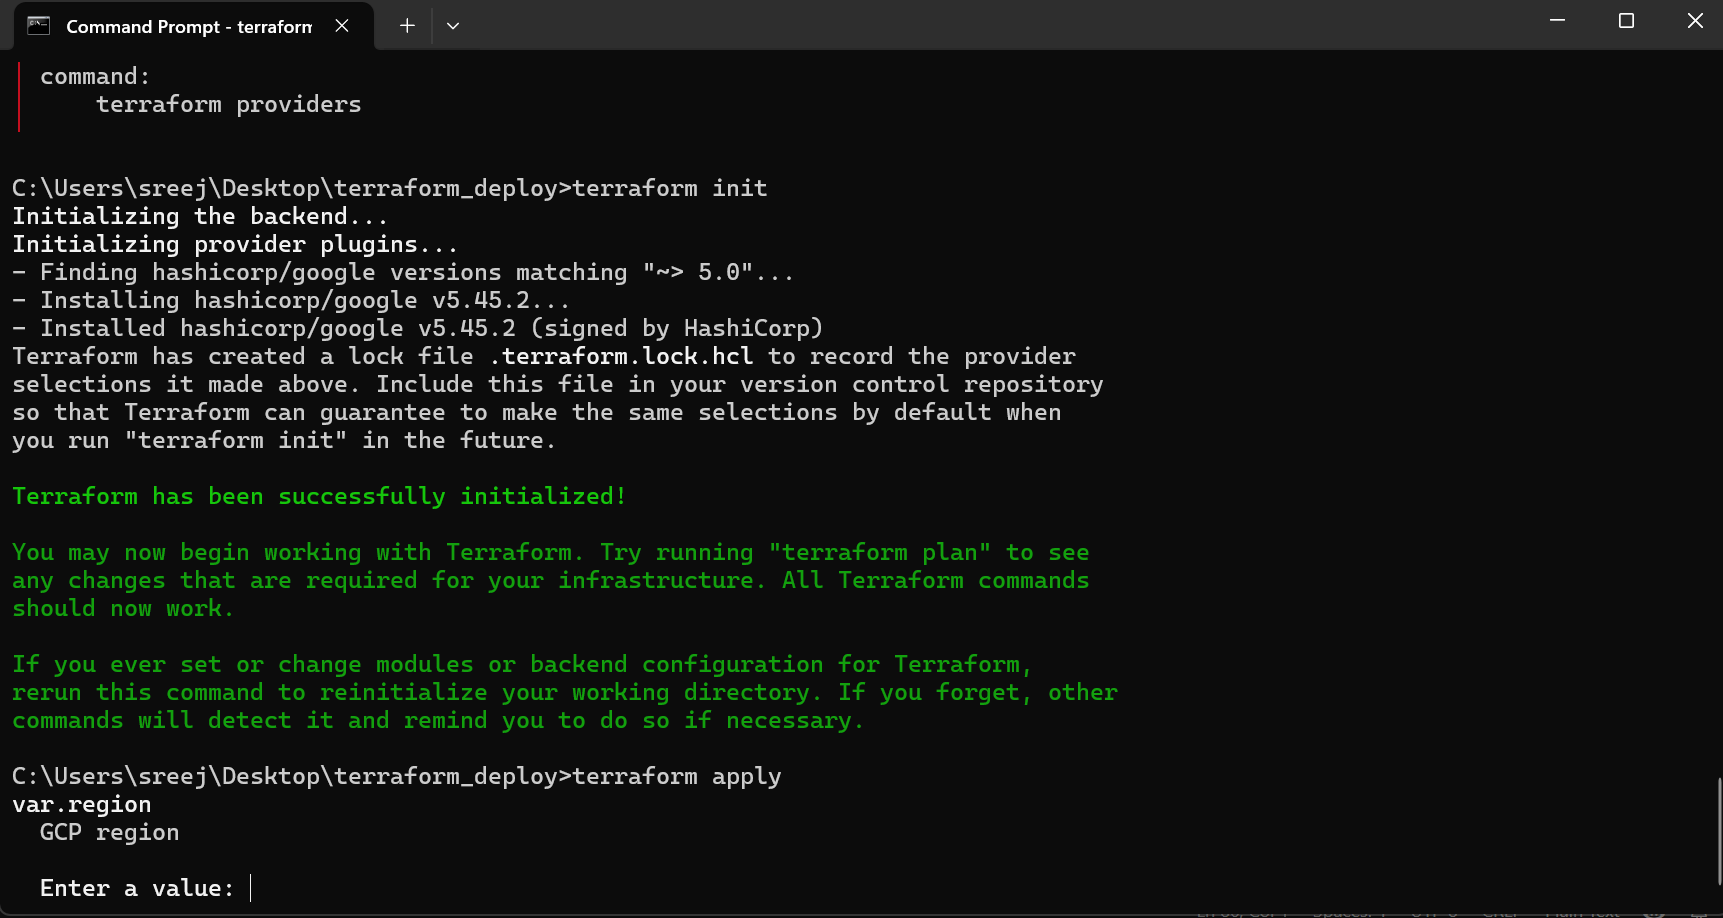 Command Prompt - terraform
command:
    terraform providers
C:\Users\sreej\Desktop\terraform_deploy>terraform init
Initializing the backend...
Initializing provider plugins...
- Finding hashicorp/google versions matching "~> 5.0"...
- Installing hashicorp/google v5.45.2...
- Installed hashicorp/google v5.45.2 (signed by HashiCorp)
Terraform has created a lock file .terraform.lock.hcl to record the provider
selections it made above. Include this file in your version control repository
so that Terraform can guarantee to make the same selections by default when
you run "terraform init" in the future.
Terraform has been successfully initialized!
You may now begin working with Terraform. Try running "terraform plan" to see
any changes that are required for your infrastructure. All Terraform commands
should now work.
If you ever set or change modules or backend configuration for Terraform,
rerun this command to reinitialize your working directory. If you forget, other
commands will detect it and remind you to do so if necessary.
C:\Users\sreej\Desktop\terraform_deploy>terraform apply
var.region
  GCP region
  Enter a value: